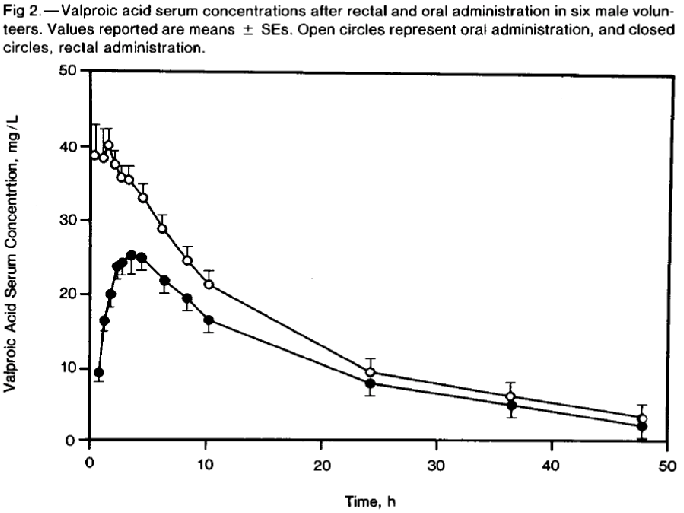 Fig 2.—Valproic acid serum concentrations after rectal and oral administration in six male volun-
teers. Values reported are means ± SEs. Open circles represent oral administration, and closed
circles, rectal administration.
50
40
30
20
10
0
Valproic Acid Serum Concentrtion, mg/L
0 10 20 30 40 50
Time, h